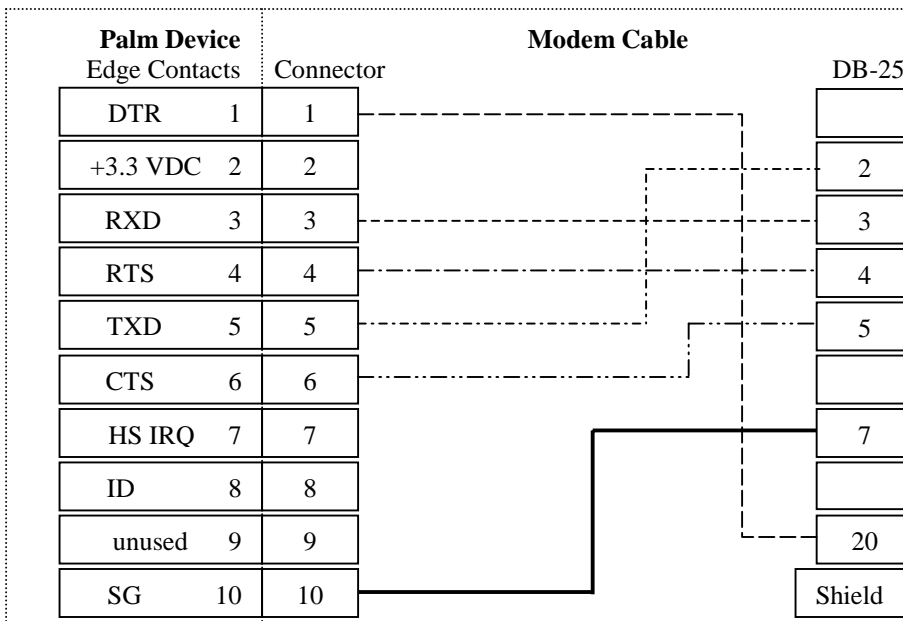 Palm Device Modem Cable
Edge Contacts Connector DB-25
DTR 1 1
+3.3 VDC 2 2 2
RXD 3 3 3
RTS 4 4 4
TXD 5 5 5
CTS 6 6
HS IRQ 7 7 7
ID 8 8
unused 9 9 20
SG 10 10 Shield